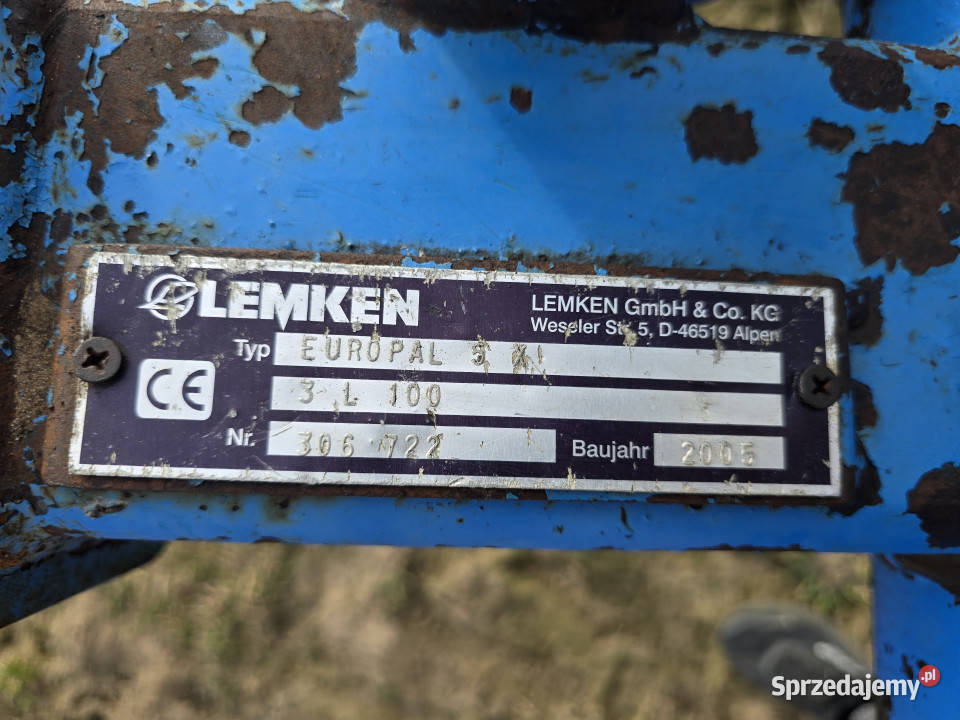 LEMKEN
LEMKEN GmbH & Co. KG
Weseler Str. 5, D-46519 Alpen
Typ EUROPAL 5
CE 3 L 100
Nr. 306 722 Baujahr 2005
Sprzedajemy.pl